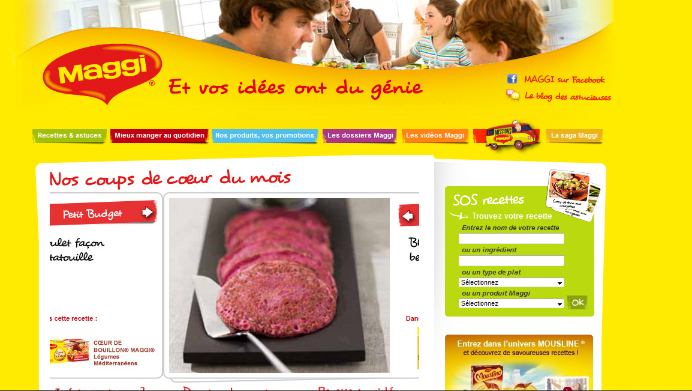 Maggi®
Et vos idées ont du génie
MAGGI sur Facebook
Le blog des astucieuses
Recettes & astuces
Mieux manger au quotidien
Nos produits, vos promotions
Les dossiers Maggi
Les vidéos Maggi
La saga Maggi
Nos coups de cœur du mois
Petit Budget
ulet façon
tatouille
s cette recette :
CŒUR DE
BOUILLON® MAGGI®
Légumes
Méditerranéens
Dan
SOS recettes
Trouvez votre recette
Entrez le nom de votre recette
ou un ingrédient
ou un type de plat
Sélectionnez
ou un produit Maggi
Sélectionnez
Ok
Entrez dans l'univers MOUSLINE®
et découvrez de savoureuses recettes !
Mousline